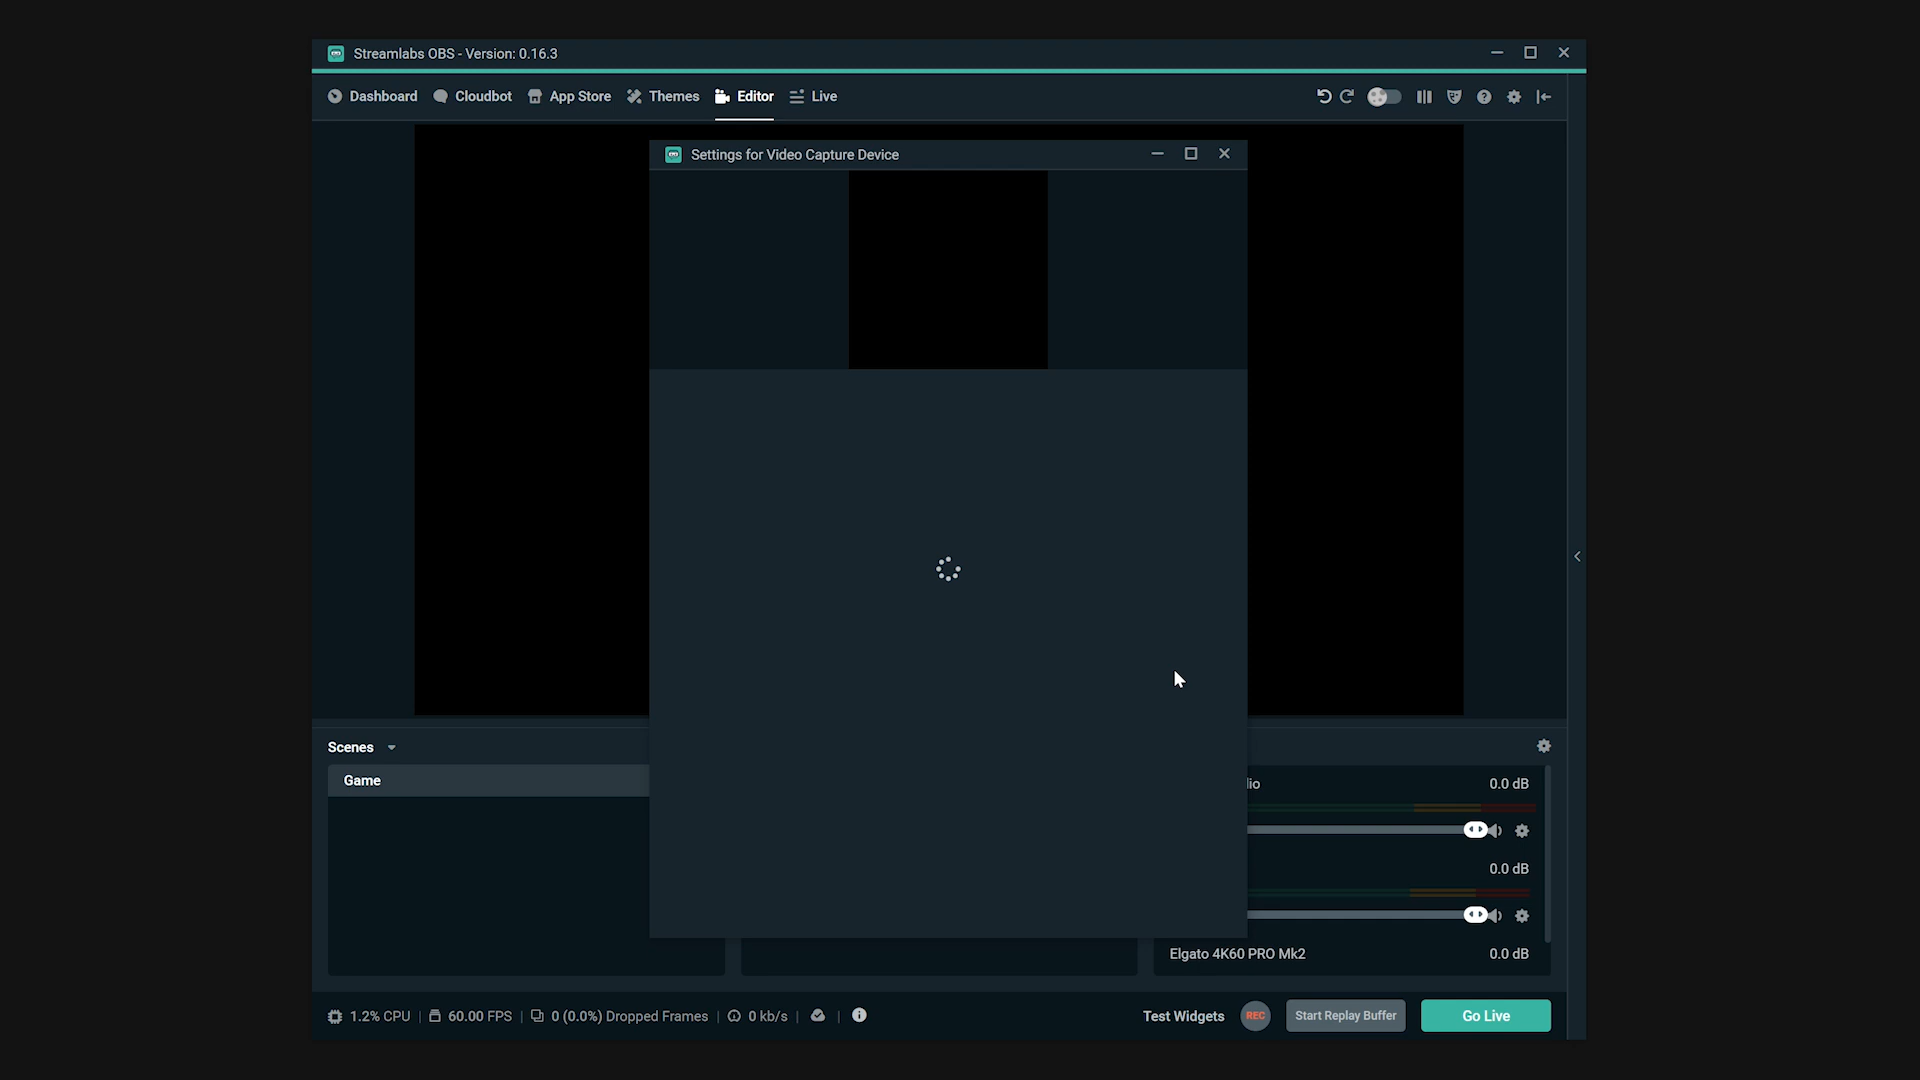 Streamlabs OBS - Version: 0.16.3
Dashboard Cloudbot App Store Themes Editor Live
Settings for Video Capture Device
Scenes
Game
0.0 dB
0.0 dB
Elgato 4K60 PRO Mk2 0.0 dB
1.2% CPU | 60.00 FPS | 0 (0.0%) Dropped Frames | 0 kb/s | |
Test Widgets REC Start Replay Buffer Go Live